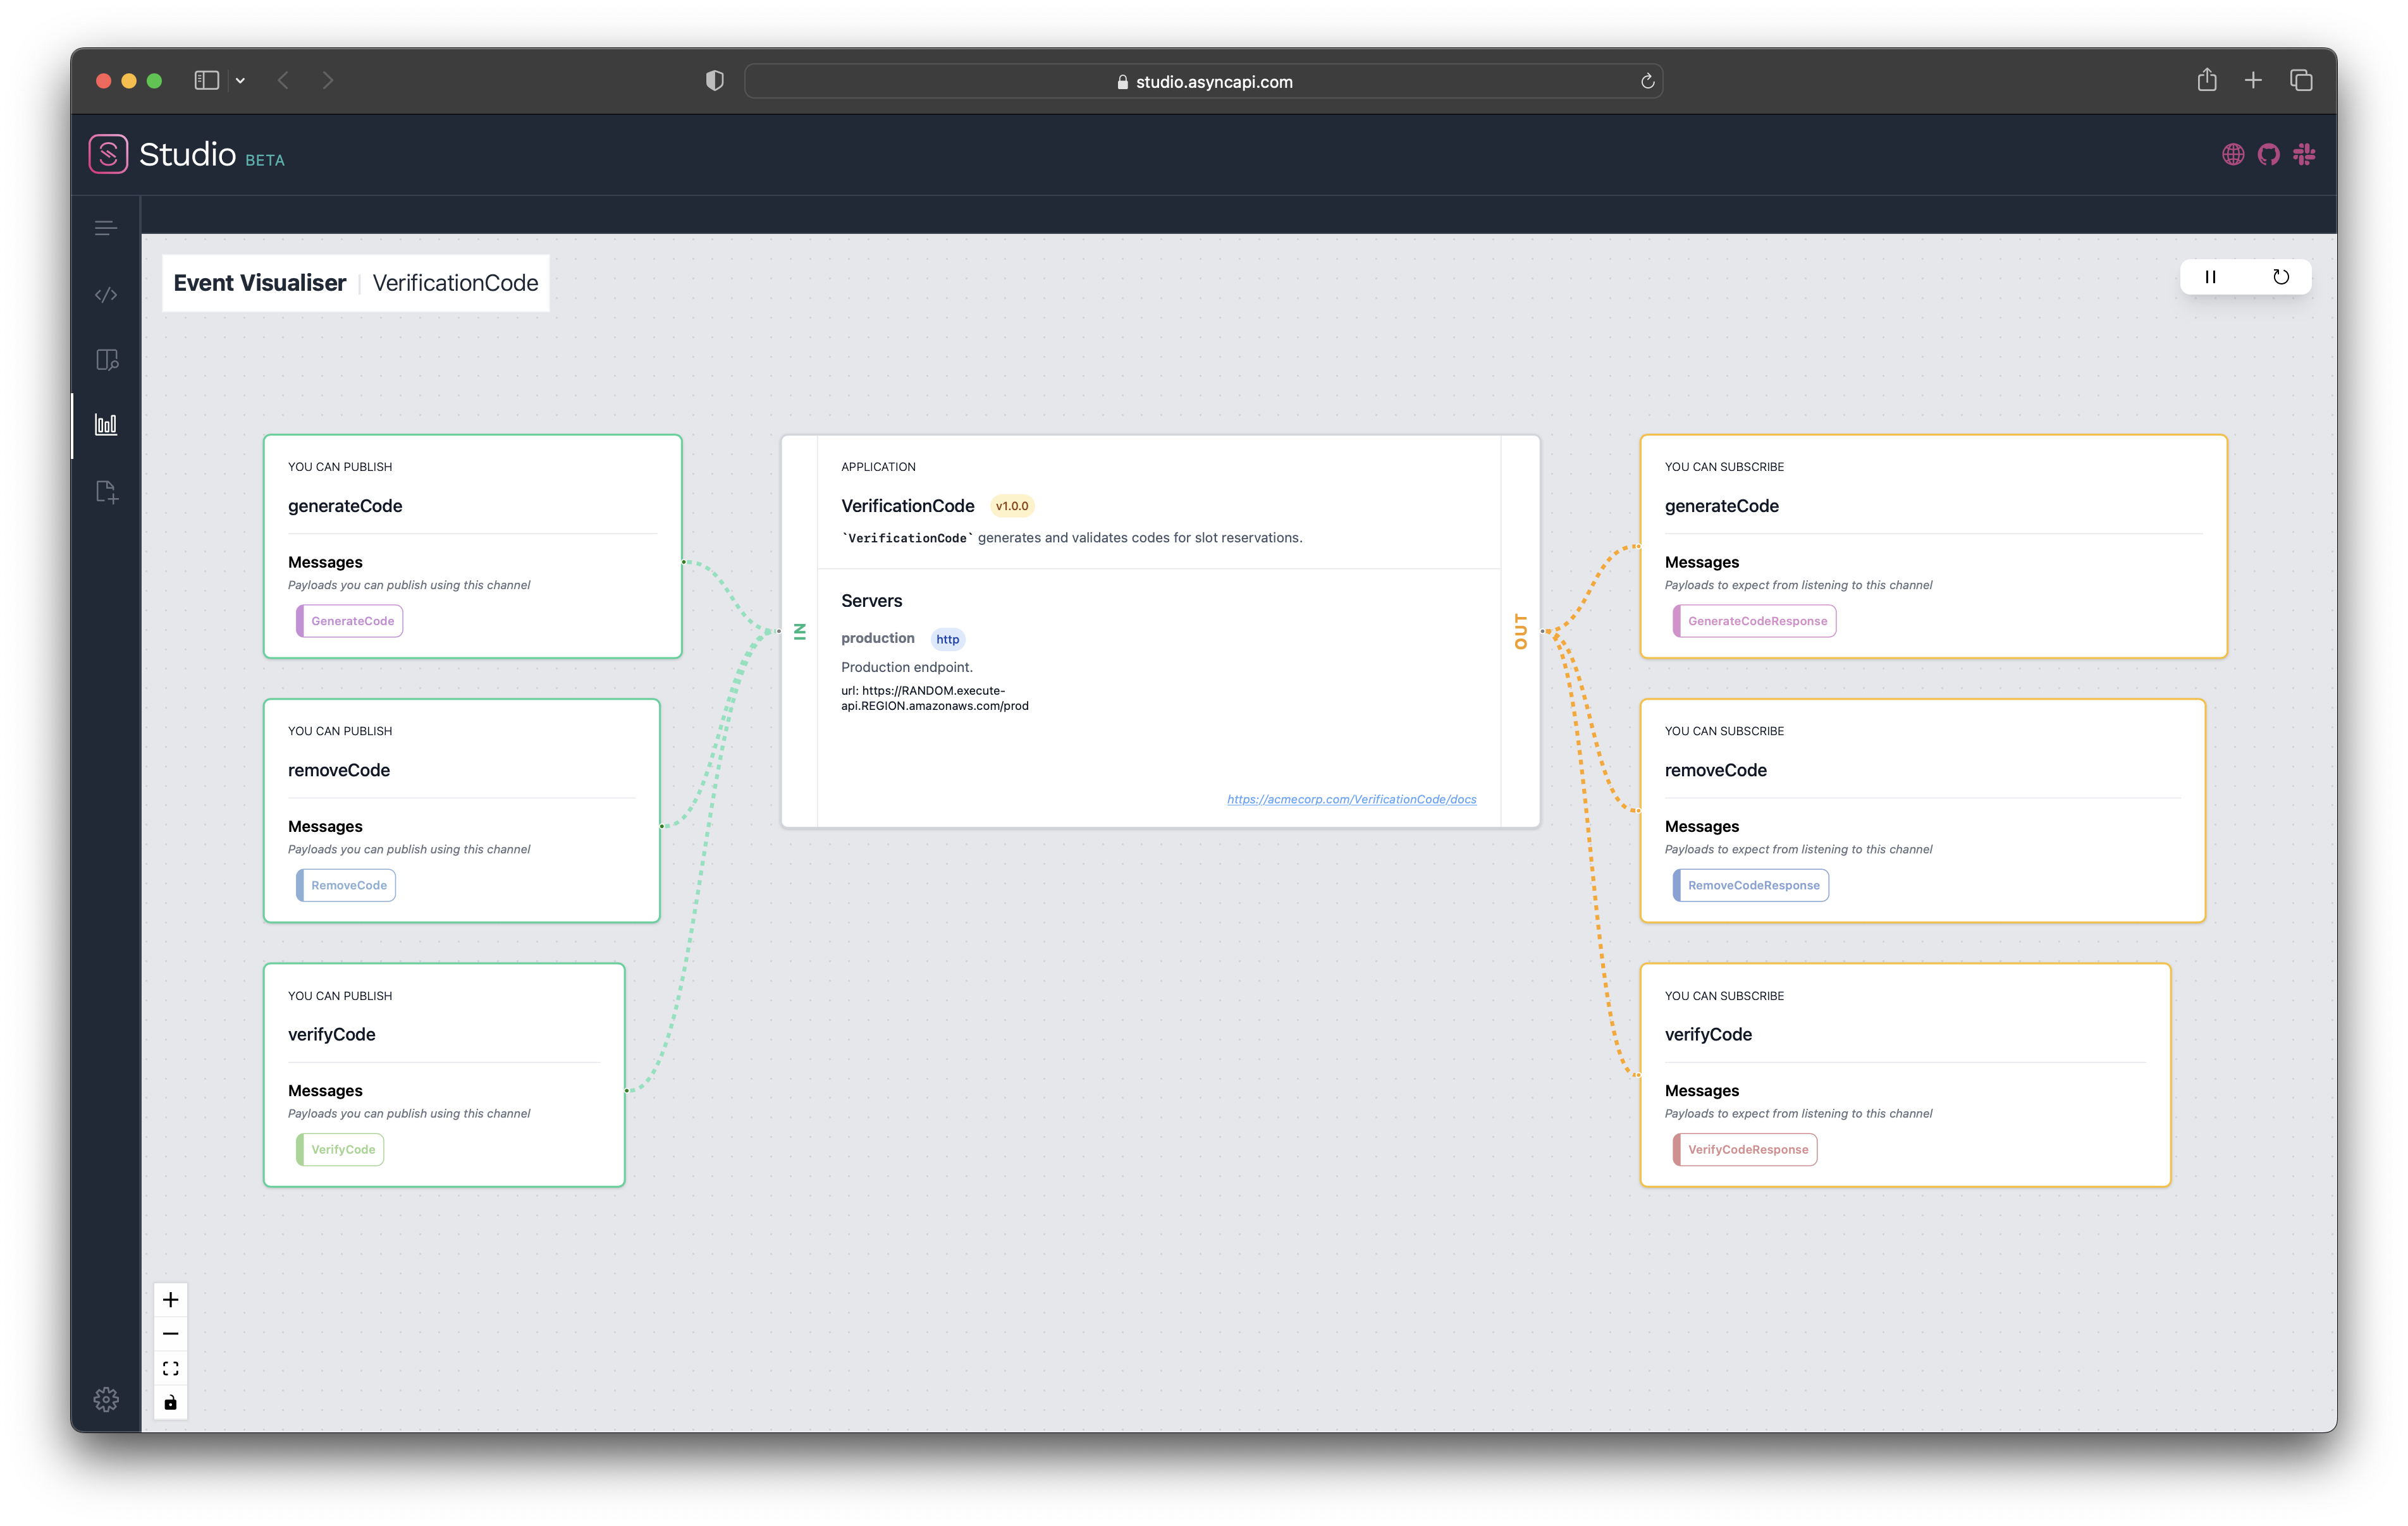 studio.asyncapi.com
Studio BETA
Event Visualiser | VerificationCode
YOU CAN PUBLISH
generateCode
Messages
Payloads you can publish using this channel
GenerateCode
YOU CAN PUBLISH
removeCode
Messages
Payloads you can publish using this channel
RemoveCode
YOU CAN PUBLISH
verifyCode
Messages
Payloads you can publish using this channel
VerifyCode
IN
APPLICATION
VerificationCode v1.0.0
`VerificationCode` generates and validates codes for slot reservations.
Servers
production http
Production endpoint.
url: https://RANDOM.execute-
api.REGION.amazonaws.com/prod
https://acmecorp.com/VerificationCode/docs
OUT
YOU CAN SUBSCRIBE
generateCode
Messages
Payloads to expect from listening to this channel
GenerateCodeResponse
YOU CAN SUBSCRIBE
removeCode
Messages
Payloads to expect from listening to this channel
RemoveCodeResponse
YOU CAN SUBSCRIBE
verifyCode
Messages
Payloads to expect from listening to this channel
VerifyCodeResponse